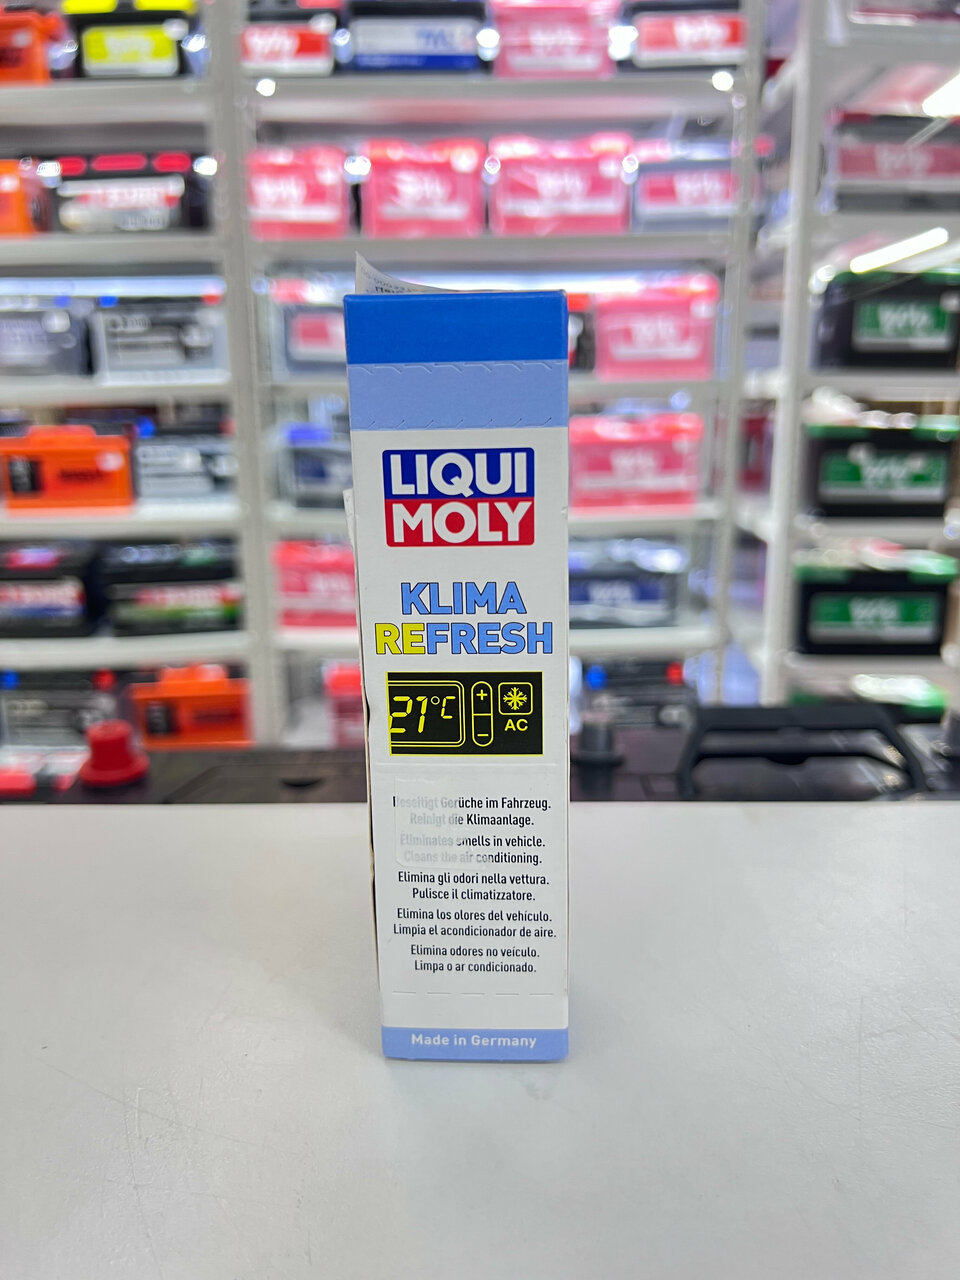 LIQUI
MOLY
KLIMA
REFRESH
21°C
+
-
AC
Beseitigt Gerüche im Fahrzeug.
Reinigt die Klimaanlage.
Eliminates smells in vehicle.
Cleans the air conditioning.
Elimina gli odori nella vettura.
Pulisce il climatizzatore.
Elimina los olores del vehículo.
Limpia el acondicionador de aire.
Elimina odores no veículo.
Limpa o ar condicionado.
Made in Germany